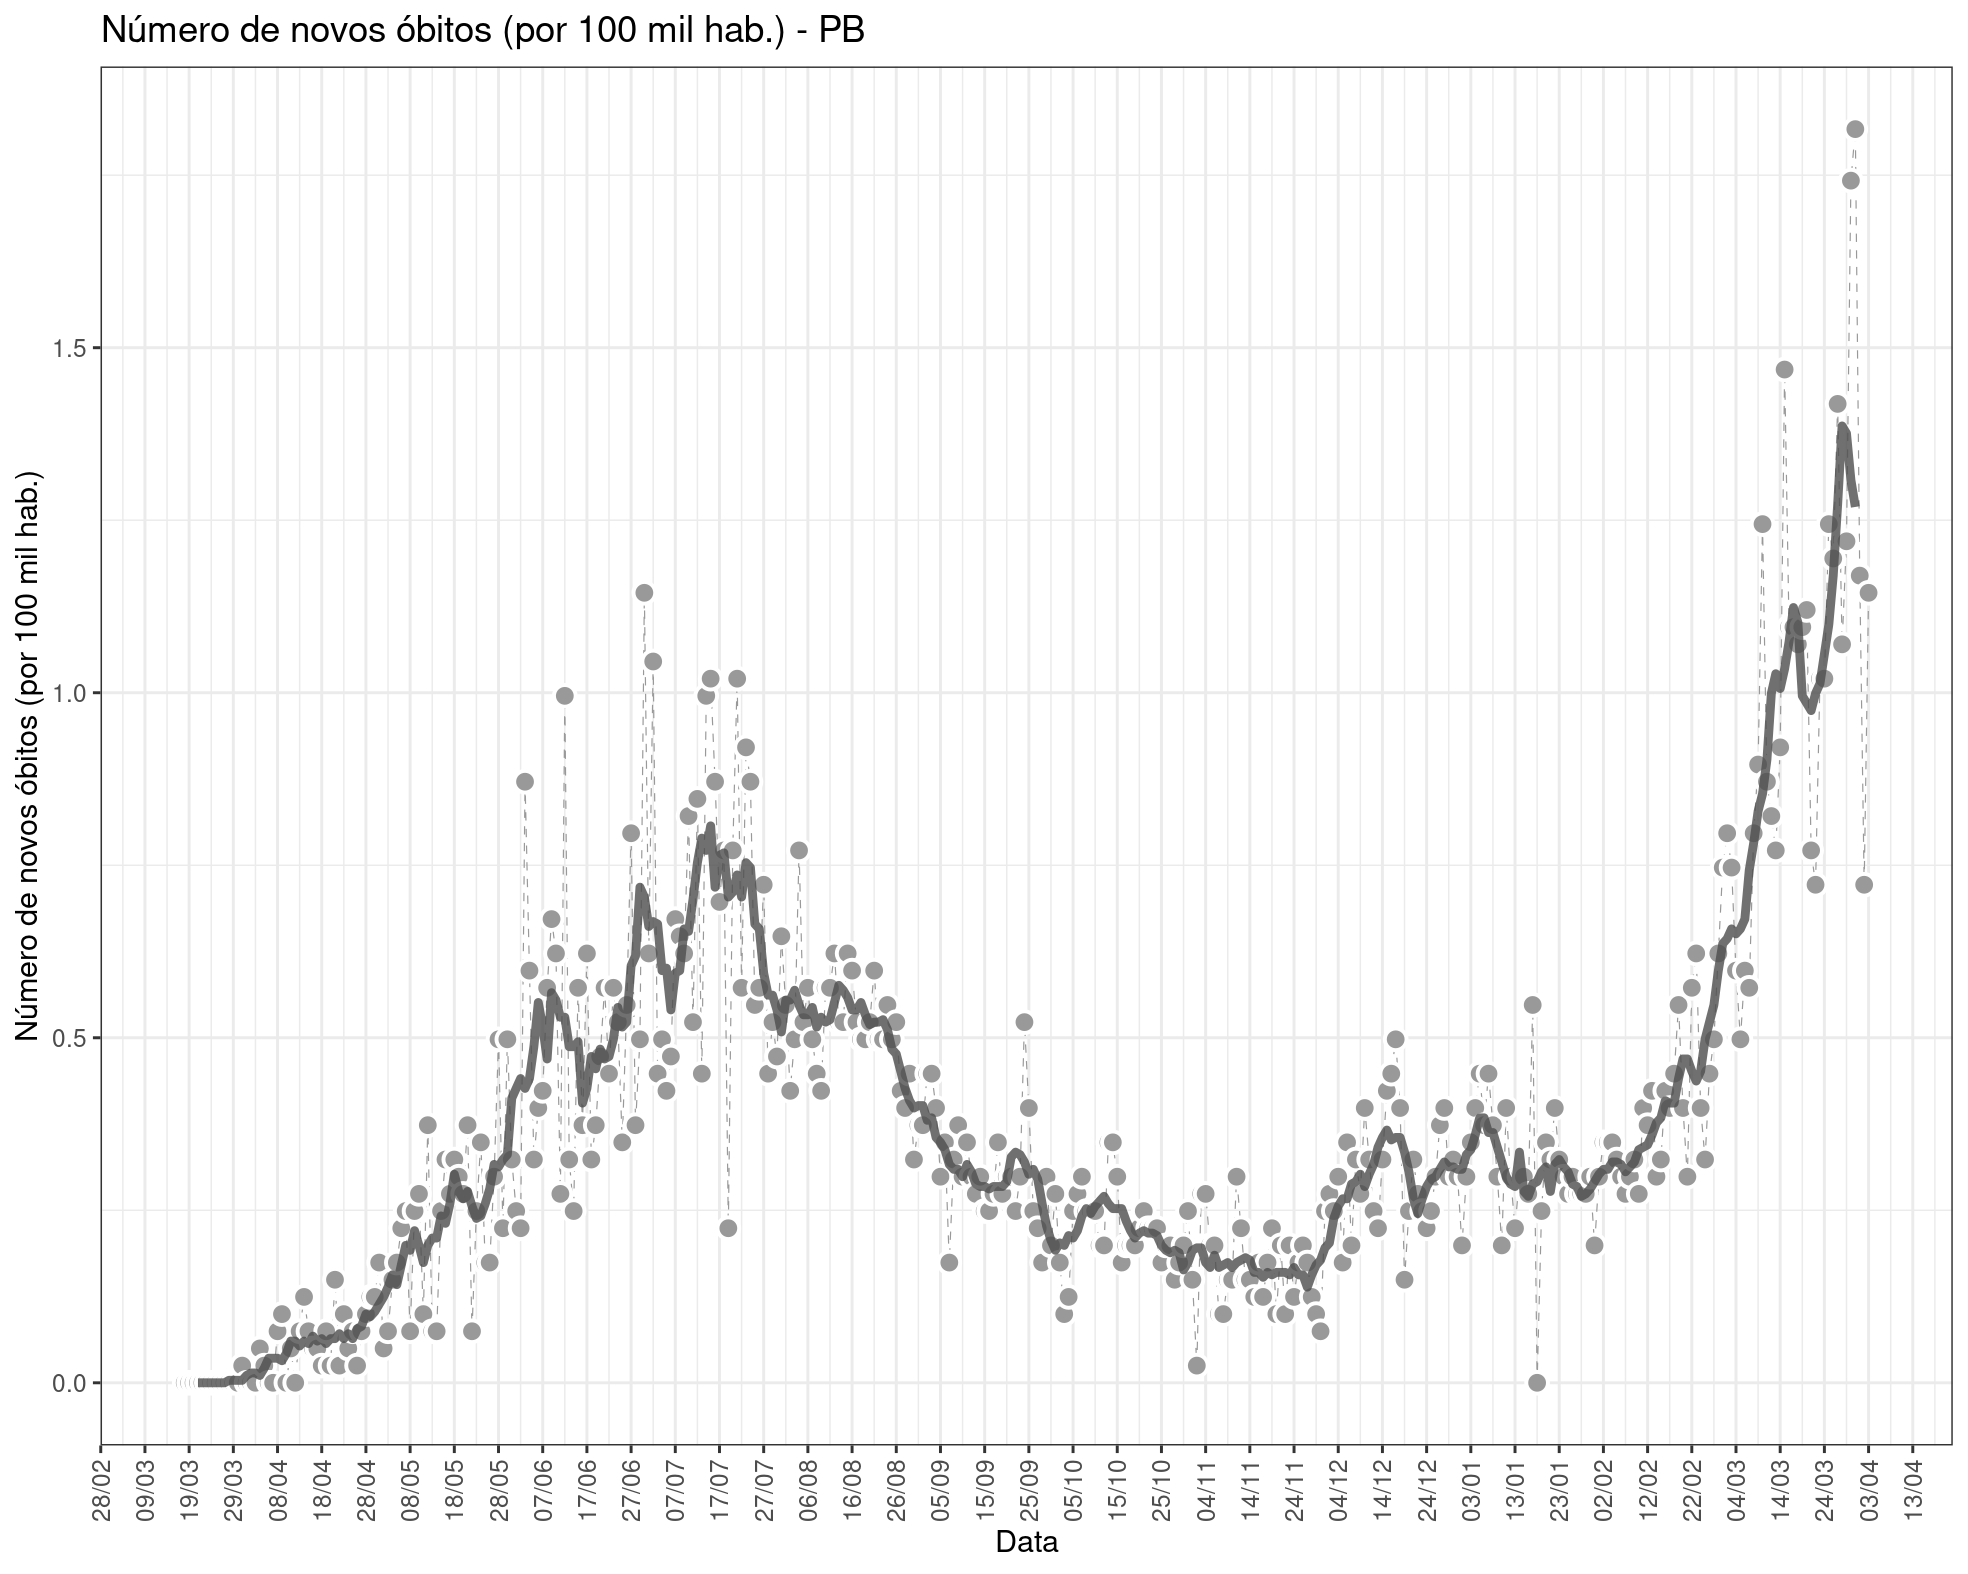 Número de novos óbitos (por 100 mil hab.) - PB
Número de novos óbitos (por 100 mil hab.)
1.5
1.0
0.5
0.0
28/02 09/03 19/03 29/03 08/04 18/04 28/04 08/05 18/05 28/05 07/06 17/06 27/06 07/07 17/07 27/07 06/08 16/08 26/08 05/09 15/09 25/09 05/10 15/10 25/10 04/11 14/11 24/11 04/12 14/12 24/12 03/01 13/01 23/01 02/02 12/02 22/02 04/03 14/03 24/03 03/04 13/04
Data